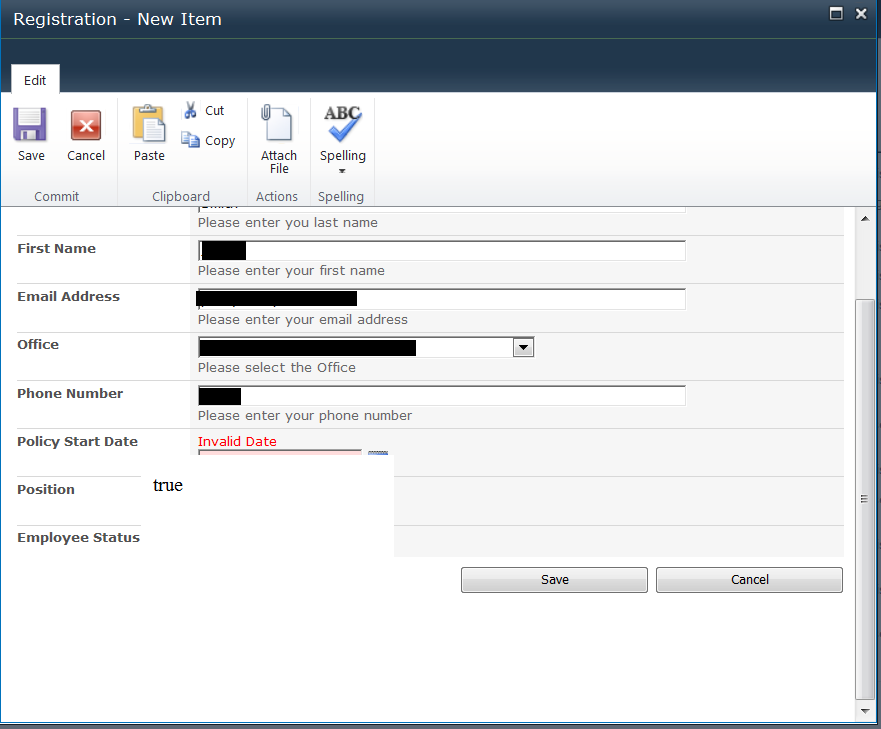 Registration - New Item
Edit
Save
Cancel
Paste
Cut
Copy
Attach
File
ABC
Spelling
Commit
Clipboard
Actions
Spelling
Please enter you last name
First Name
Please enter your first name
Email Address
Please enter your email address
Office
Please select the Office
Phone Number
Please enter your phone number
Policy Start Date
Invalid Date
Position
true
Employee Status
Save
Cancel